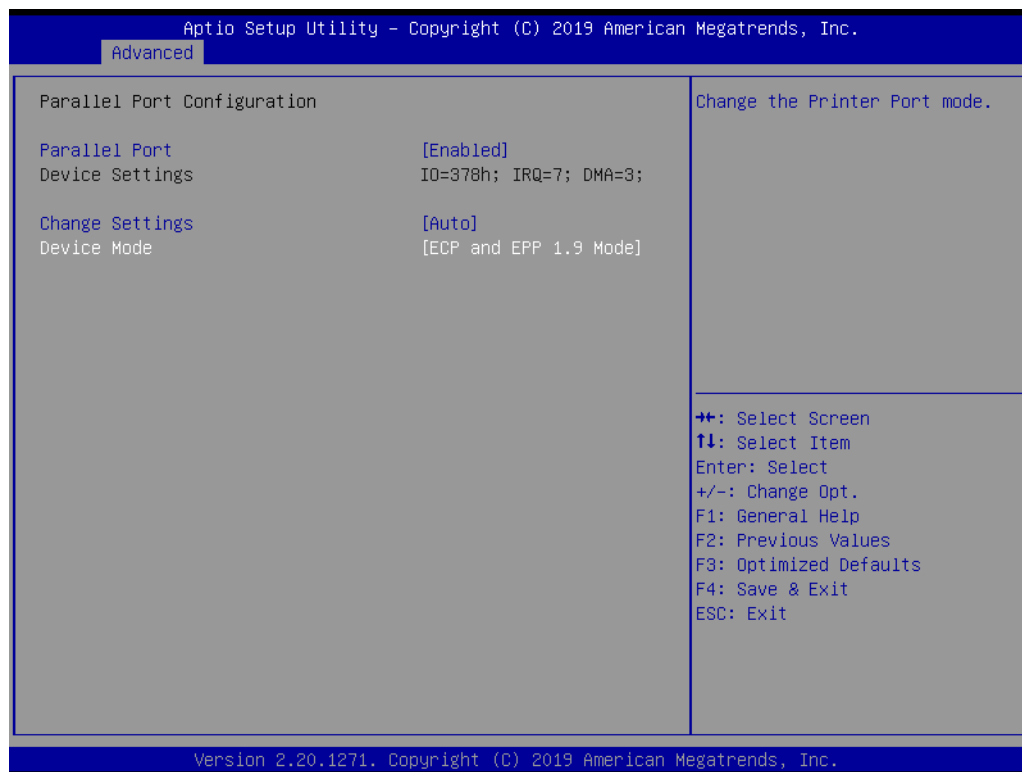 Aptio Setup Utility – Copyright (C) 2019 American Megatrends, Inc.
Advanced
Parallel Port Configuration
Parallel Port [Enabled]
Device Settings IO=378h; IRQ=7; DMA=3;
Change Settings [Auto]
Device Mode [ECP and EPP 1.9 Mode]
Change the Printer Port mode.
→←: Select Screen
↑↓: Select Item
Enter: Select
+/-: Change Opt.
F1: General Help
F2: Previous Values
F3: Optimized Defaults
F4: Save & Exit
ESC: Exit
Version 2.20.1271. Copyright (C) 2019 American Megatrends, Inc.